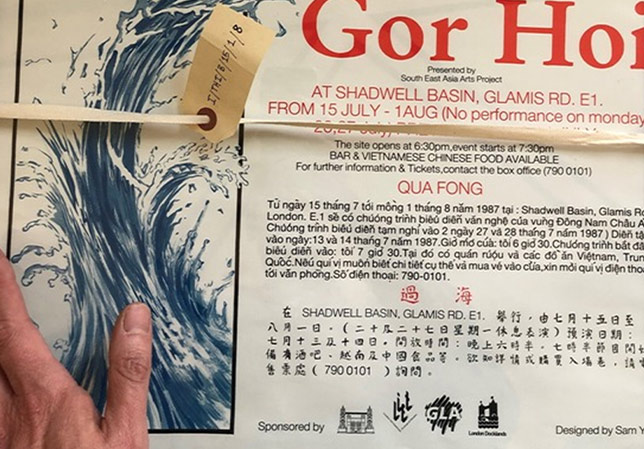 Gor Hoi
Presented by
South East Asia Arts Project
AT SHADWELL BASIN, GLAMIS RD. E1.
FROM 15 JULY - 1AUG (No performance on monday
The site opens at 6:30pm,event starts at 7:30pm
BAR & VIETNAMESE CHINESE FOOD AVAILABLE
For further information & Tickets,contact the box office (790 0101)
QUA FONG
Từ ngày 15 tháng 7 tới mông 1 tháng 8 năm 1987 tại : Shadwell Basin, Glamis R
London. E.1 sẽ có chương trình biểu diễn văn nghệ của vùng Đông Nam Châu Á
Chương trình biểu diễn tạm nghỉ vào 2 ngày 27 và 28 tháng 7 năm 1987 ) Diễn tậ
vào ngày:13 và 14 tháng 7 năm 1987.Giờ mở cửa: tôi 6 giờ 30.Chương trình bắt đầ
biểu diễn vào: tối 7 giờ 30.Tại đó có quán rượu và các đồ ăn Việtnam, Trun
Quốc.Nếu quí vị muốn biết chi tiết cụ thể và mua vé vào cửa,xin mời quí vị điện tho
tới văn phòng.Số điện thoại: 790-0101.
過海
在 SHADWELL BASIN, GLAMIS RD. E1. 舉行，由七月十五日至
八月一日。(二十及二十七日星期一休息表演) 預演日期：
七月十三及十四日。開放時間：晚上六時半，七時半節目開始
備有酒吧、越南及中國食品等。欲知詳情或購買入場卷，請電
售票處 (790 0101) 詢問。
Sponsored by
GLA
London Docklands
Designed by Sam Y